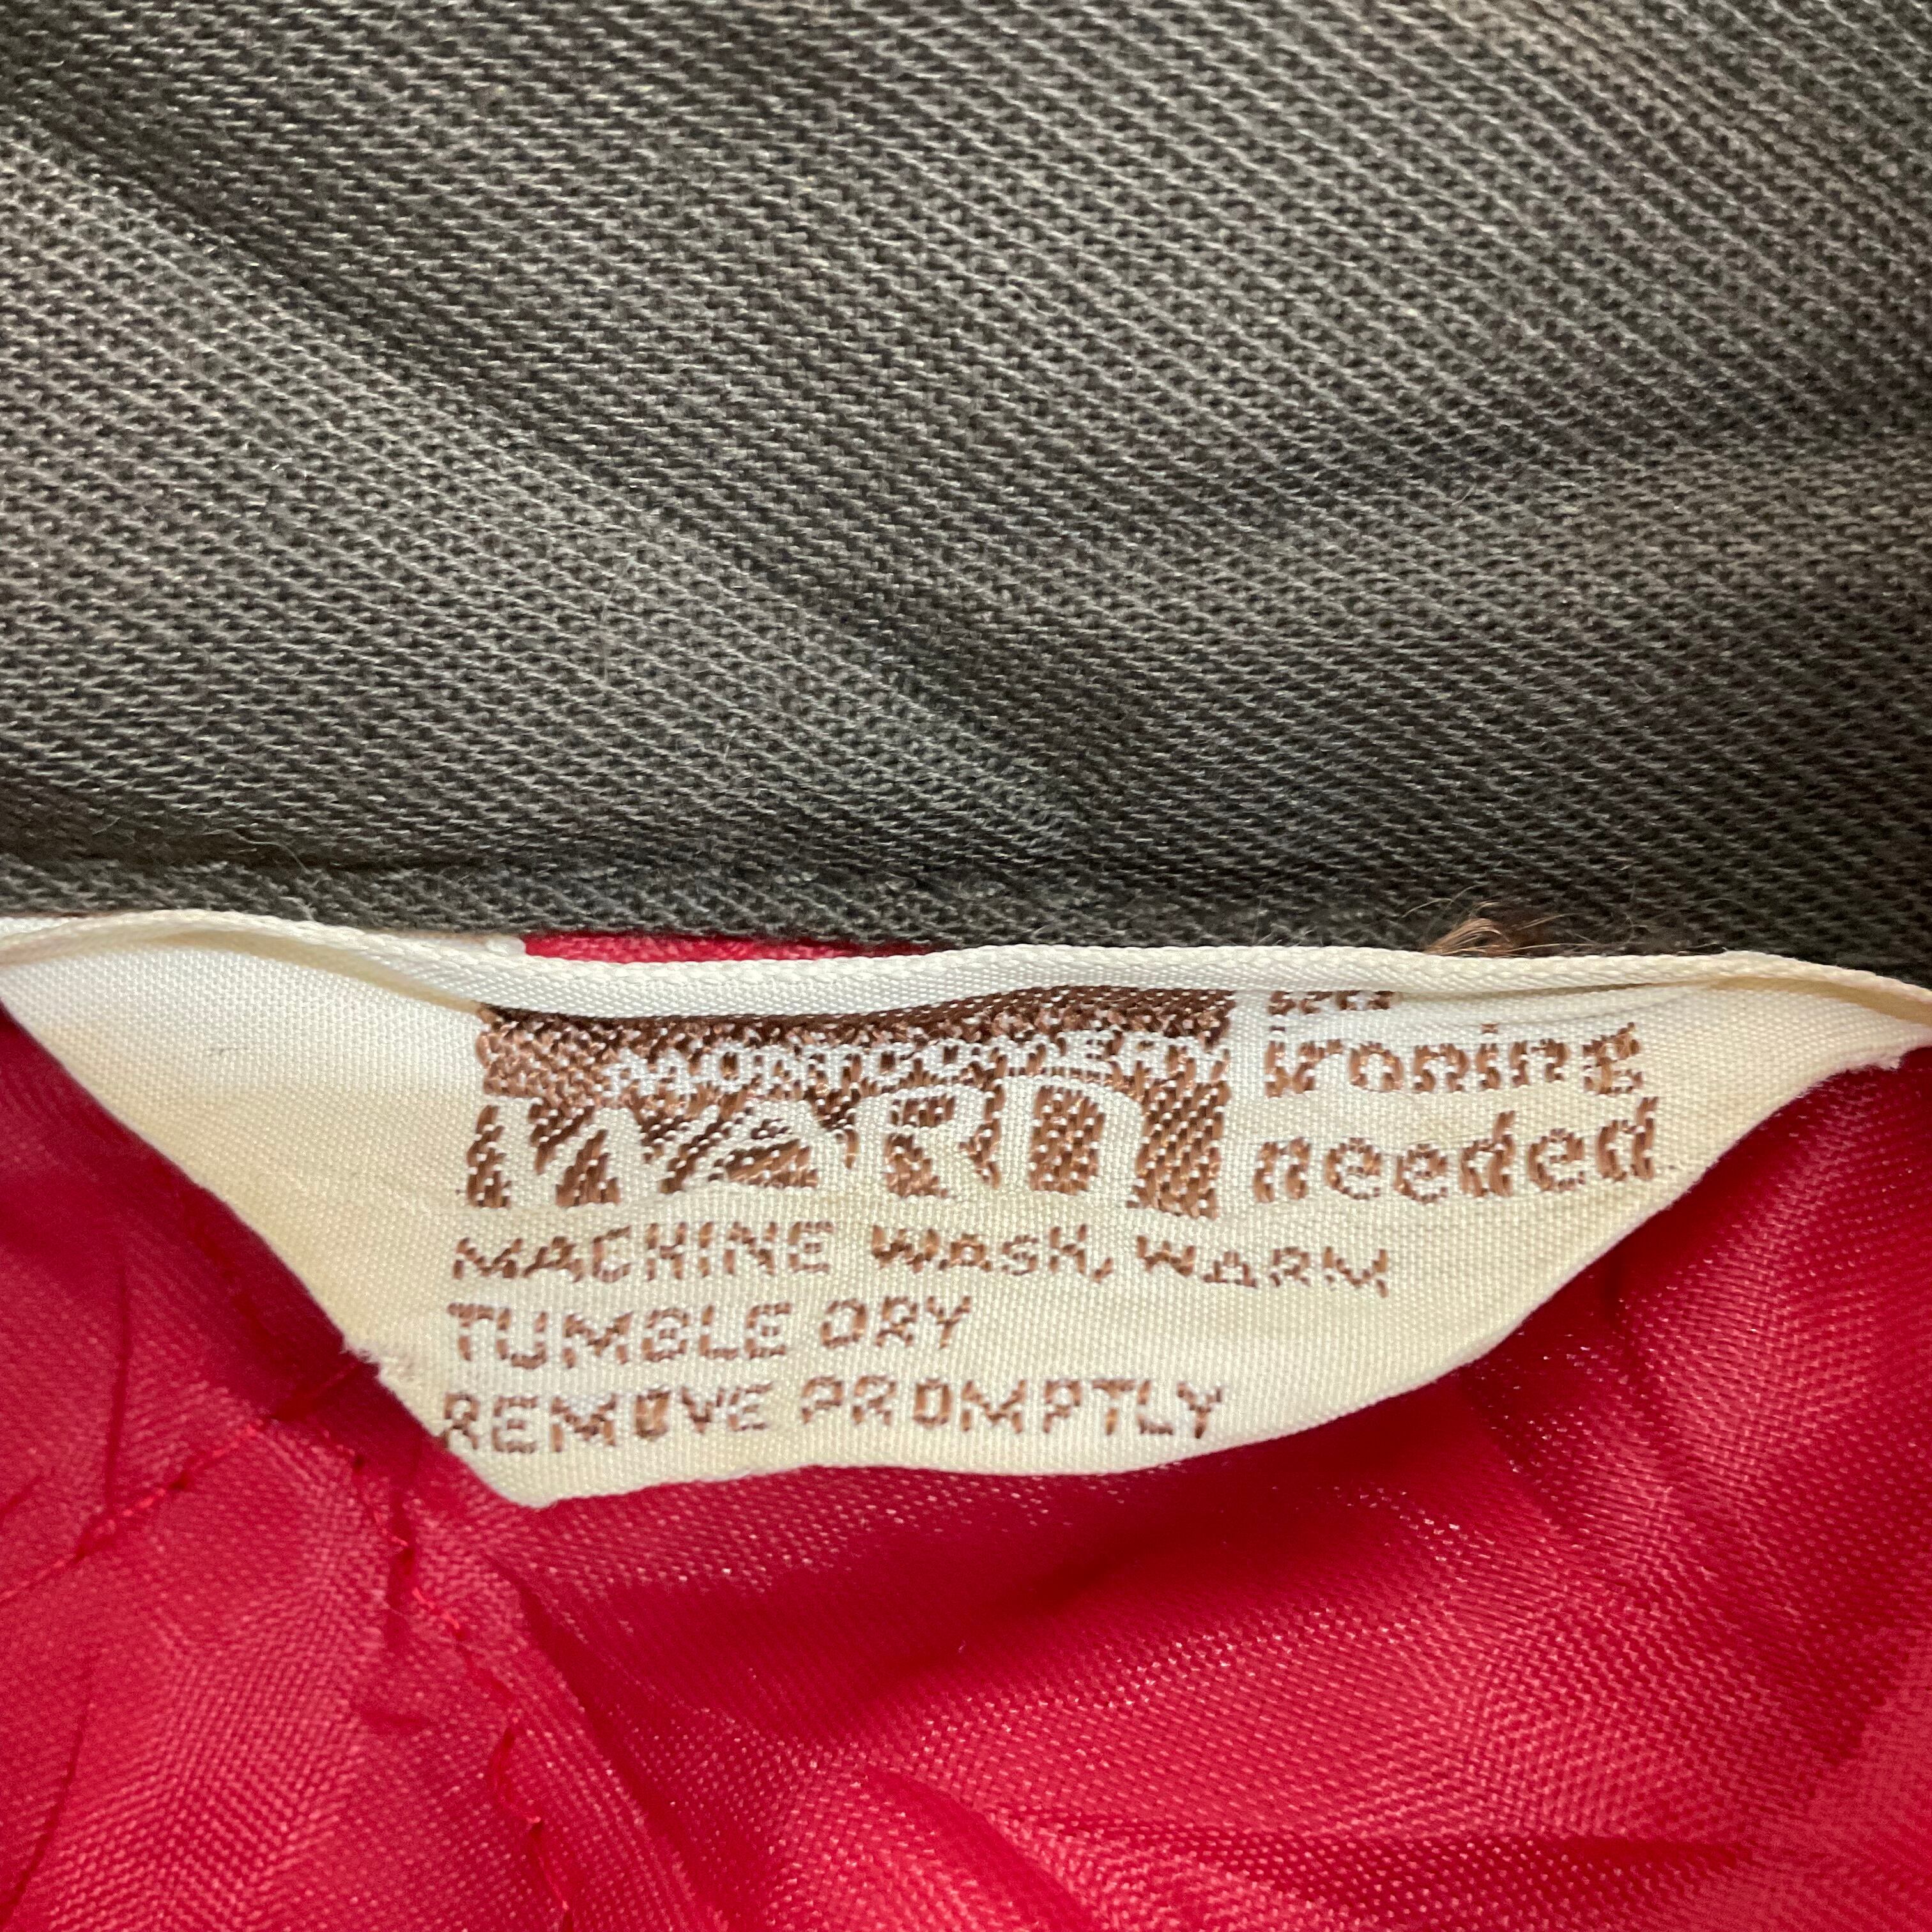 MONTGOMERY
WARD
ironing
needed
MACHINE WASH, WARM
TUMBLE DRY
REMOVE PROMPTLY